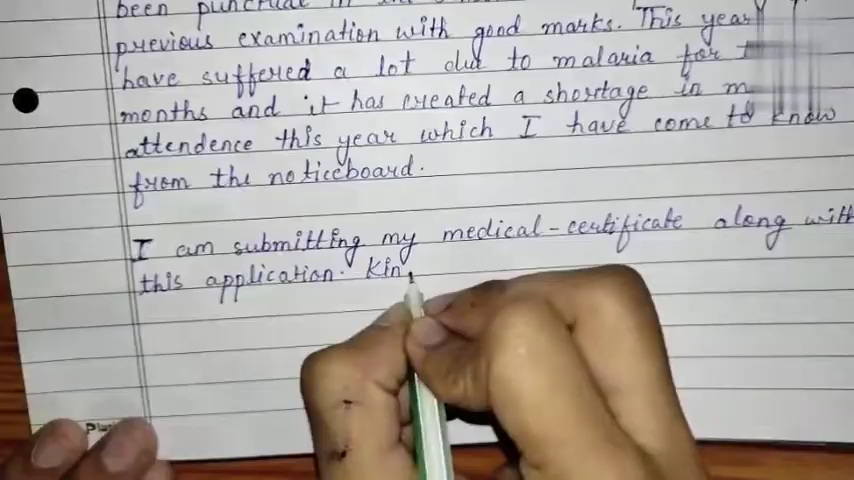 been punctual in
previous examination with good marks. This year
have suffered a lot due to malaria for
months and it has created a shortage in m
attendence this year which I have come to know
from the noticeboard.
I am submitting my medical-certificate along with
this application. Kin